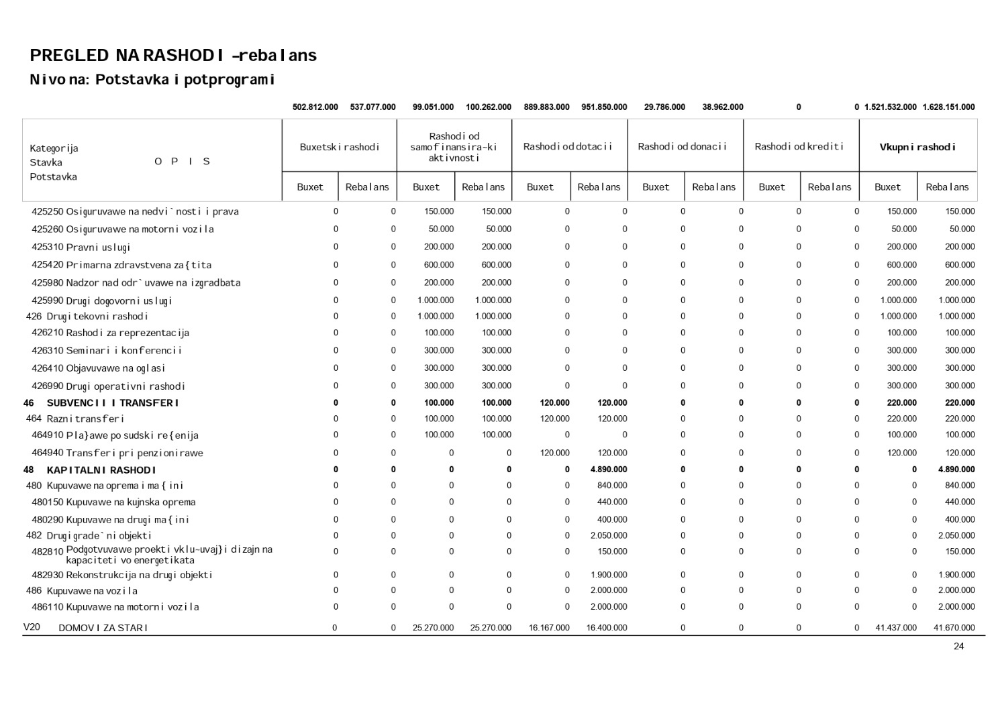 PREGLED NA RASHODI -rebalans
Nivo na: Potstavka i potprogrami
502.812.000 537.077.000 99.051.000 100.262.000 889.883.000 951.850.000 29.786.000 38.962.000 0 0 1.521.532.000 1.628.151.000
Kategorija
Stavka
Potstavka
O P I S
Buxetski rashodi
Rashodi od
samofinansira~ki
aktivnosti
Rashodi od dotacii
Rashodi od donacii
Rashodi od krediti
Vkupni rashodi
Buxet Rebalans Buxet Rebalans Buxet Rebalans Buxet Rebalans Buxet Rebalans Buxet Rebalans
425250 Osiguruvawe na nedvi`nosti i prava 0 0 150.000 150.000 0 0 0 0 0 0 150.000 150.000
425260 Osiguruvawe na motorni vozila 0 0 50.000 50.000 0 0 0 0 0 0 50.000 50.000
425310 Pravni uslugi 0 0 200.000 200.000 0 0 0 0 0 0 200.000 200.000
425420 Primarna zdravstvena za{tita 0 0 600.000 600.000 0 0 0 0 0 0 600.000 600.000
425980 Nadzor nad odr`uvawe na izgradbata 0 0 200.000 200.000 0 0 0 0 0 0 200.000 200.000
425990 Drugi dogovorni uslugi 0 0 1.000.000 1.000.000 0 0 0 0 0 0 1.000.000 1.000.000
426 Drugi tekovni rashodi 0 0 1.000.000 1.000.000 0 0 0 0 0 0 1.000.000 1.000.000
426210 Rashodi za reprezentacija 0 0 100.000 100.000 0 0 0 0 0 0 100.000 100.000
426310 Seminari i konferencii 0 0 300.000 300.000 0 0 0 0 0 0 300.000 300.000
426410 Objavuvawe na oglasi 0 0 300.000 300.000 0 0 0 0 0 0 300.000 300.000
426990 Drugi operativni rashodi 0 0 300.000 300.000 0 0 0 0 0 0 300.000 300.000
46 SUBVENCII I TRANSFERI 0 0 100.000 100.000 120.000 120.000 0 0 0 0 220.000 220.000
464 Razni transferi 0 0 100.000 100.000 120.000 120.000 0 0 0 0 220.000 220.000
464910 Pla}awe po sudski re{enija 0 0 100.000 100.000 0 0 0 0 0 0 100.000 100.000
464940 Transferi pri penzionirawe 0 0 0 0 120.000 120.000 0 0 0 0 120.000 120.000
48 KAPITALNI RASHODI 0 0 0 0 0 4.890.000 0 0 0 0 0 4.890.000
480 Kupuvawe na oprema i ma{ini 0 0 0 0 0 840.000 0 0 0 0 0 840.000
480150 Kupuvawe na kujnska oprema 0 0 0 0 0 440.000 0 0 0 0 0 440.000
480290 Kupuvawe na drugi ma{ini 0 0 0 0 0 400.000 0 0 0 0 0 400.000
482 Drugi grade`ni objekti 0 0 0 0 0 2.050.000 0 0 0 0 0 2.050.000
482810 Podgotvuvawe proekti vklu~uvaj}i dizajn na 0 0 0 0 0 150.000 0 0 0 0 0 150.000
kapaciteti vo energetikata
482930 Rekonstrukcija na drugi objekti 0 0 0 0 0 1.900.000 0 0 0 0 0 1.900.000
486 Kupuvawe na vozila 0 0 0 0 0 2.000.000 0 0 0 0 0 2.000.000
486110 Kupuvawe na motorni vozila 0 0 0 0 0 2.000.000 0 0 0 0 0 2.000.000
V20 DOMOVI ZA STARI 0 0 25.270.000 25.270.000 16.167.000 16.400.000 0 0 0 0 41.437.000 41.670.000
24